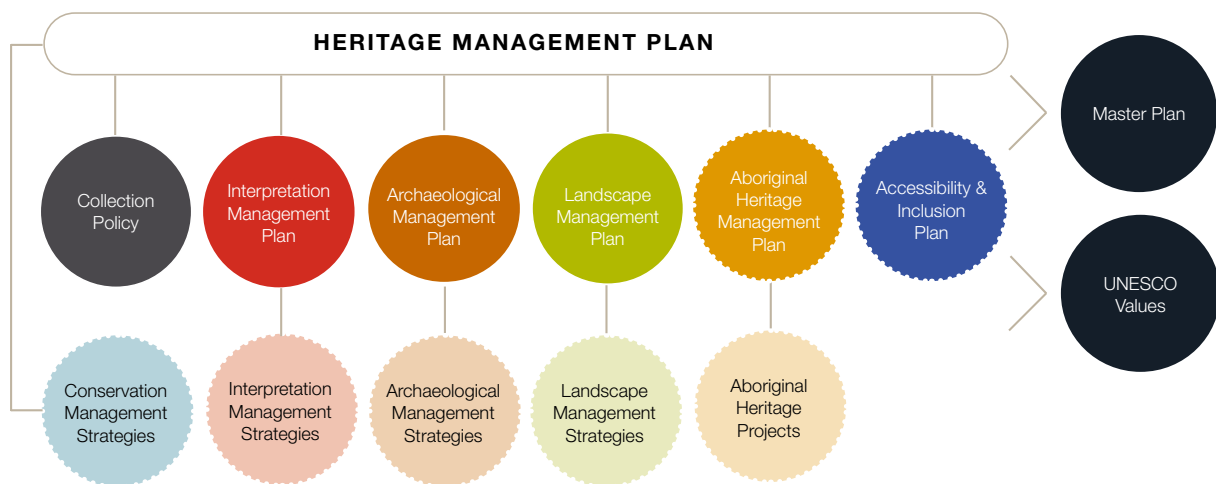 HERITAGE MANAGEMENT PLAN
Collection
Policy
Interpretation
Management
Plan
Archaeological
Management
Plan
Landscape
Management
Plan
Aboriginal
Heritage
Management
Plan
Accessibility &
Inclusion
Plan
Master Plan
UNESCO
Values
Conservation
Management
Strategies
Interpretation
Management
Strategies
Archaeological
Management
Strategies
Landscape
Management
Strategies
Aboriginal
Heritage
Projects